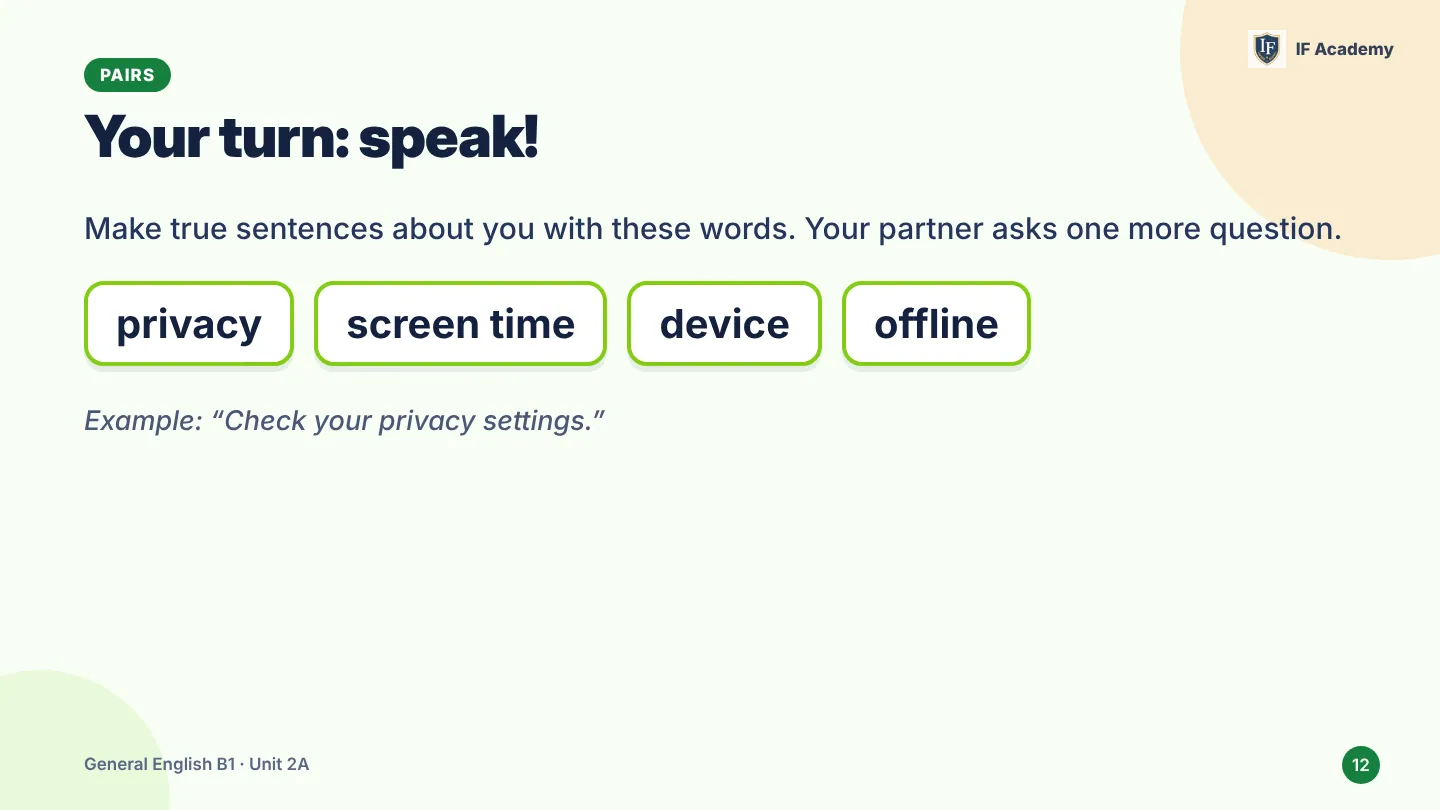 PAIRS
IF IF Academy
Your turn: speak!
Make true sentences about you with these words. Your partner asks one more question.
privacy screen time device offline
Example: “Check your privacy settings.”
General English B1 · Unit 2A
12